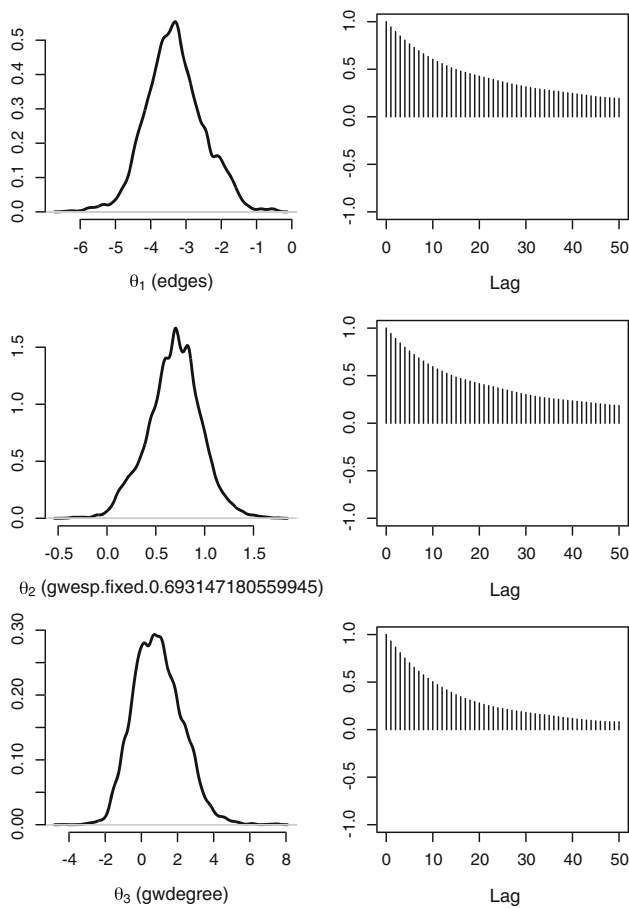 0.0 0.1 0.2 0.3 0.4 0.5
-6 -5 -4 -3 -2 -1 0
θ1 (edges)
-1.0 -0.5 0.0 0.5 1.0
0 10 20 30 40 50
Lag
0.0 0.5 1.0 1.5
-0.5 0.0 0.5 1.0 1.5
θ2 (gwesp.fixed.0.693147180559945)
-1.0 -0.5 0.0 0.5 1.0
0 10 20 30 40 50
Lag
0.00 0.10 0.20 0.30
-4 -2 0 2 4 6 8
θ3 (gwdegree)
-1.0 -0.5 0.0 0.5 1.0
0 10 20 30 40 50
Lag